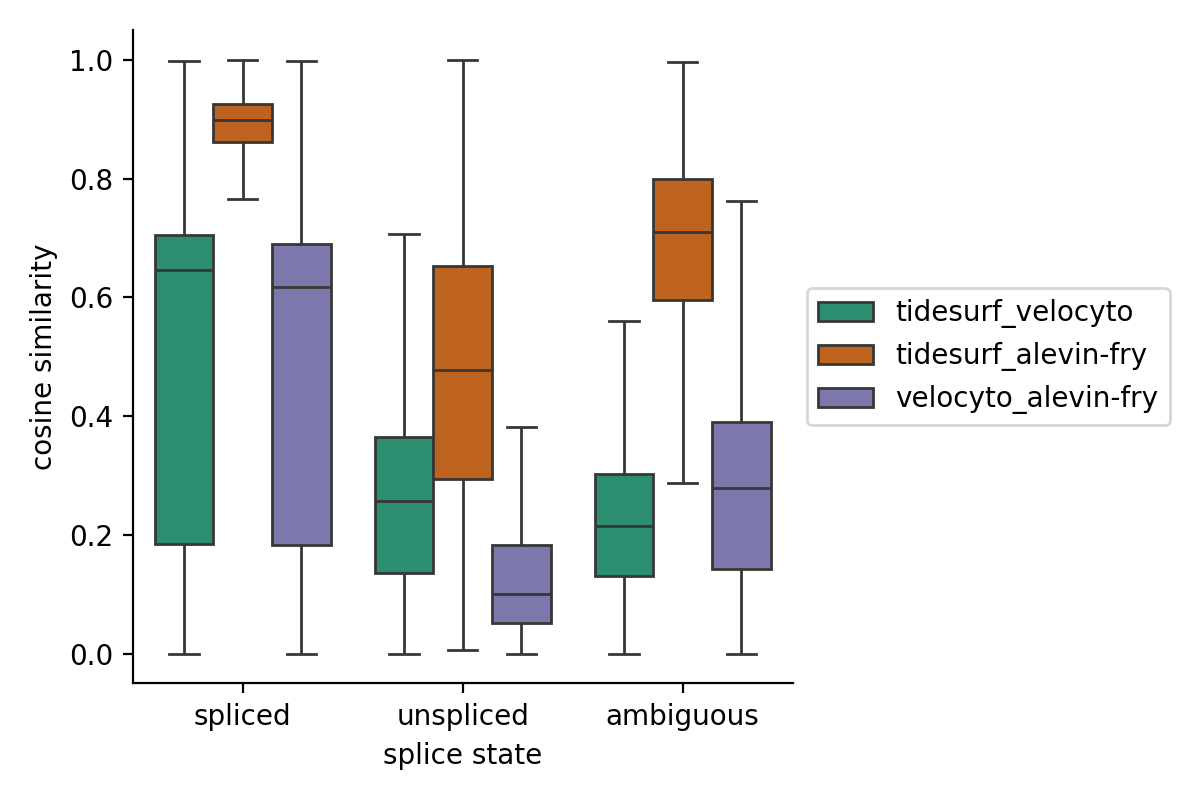 1.0
0.8
0.6
0.4
0.2
0.0
cosine similarity
spliced
unspliced
ambiguous
splice state
tidesurf_velocyto
tidesurf_alevin-fry
velocyto_alevin-fry